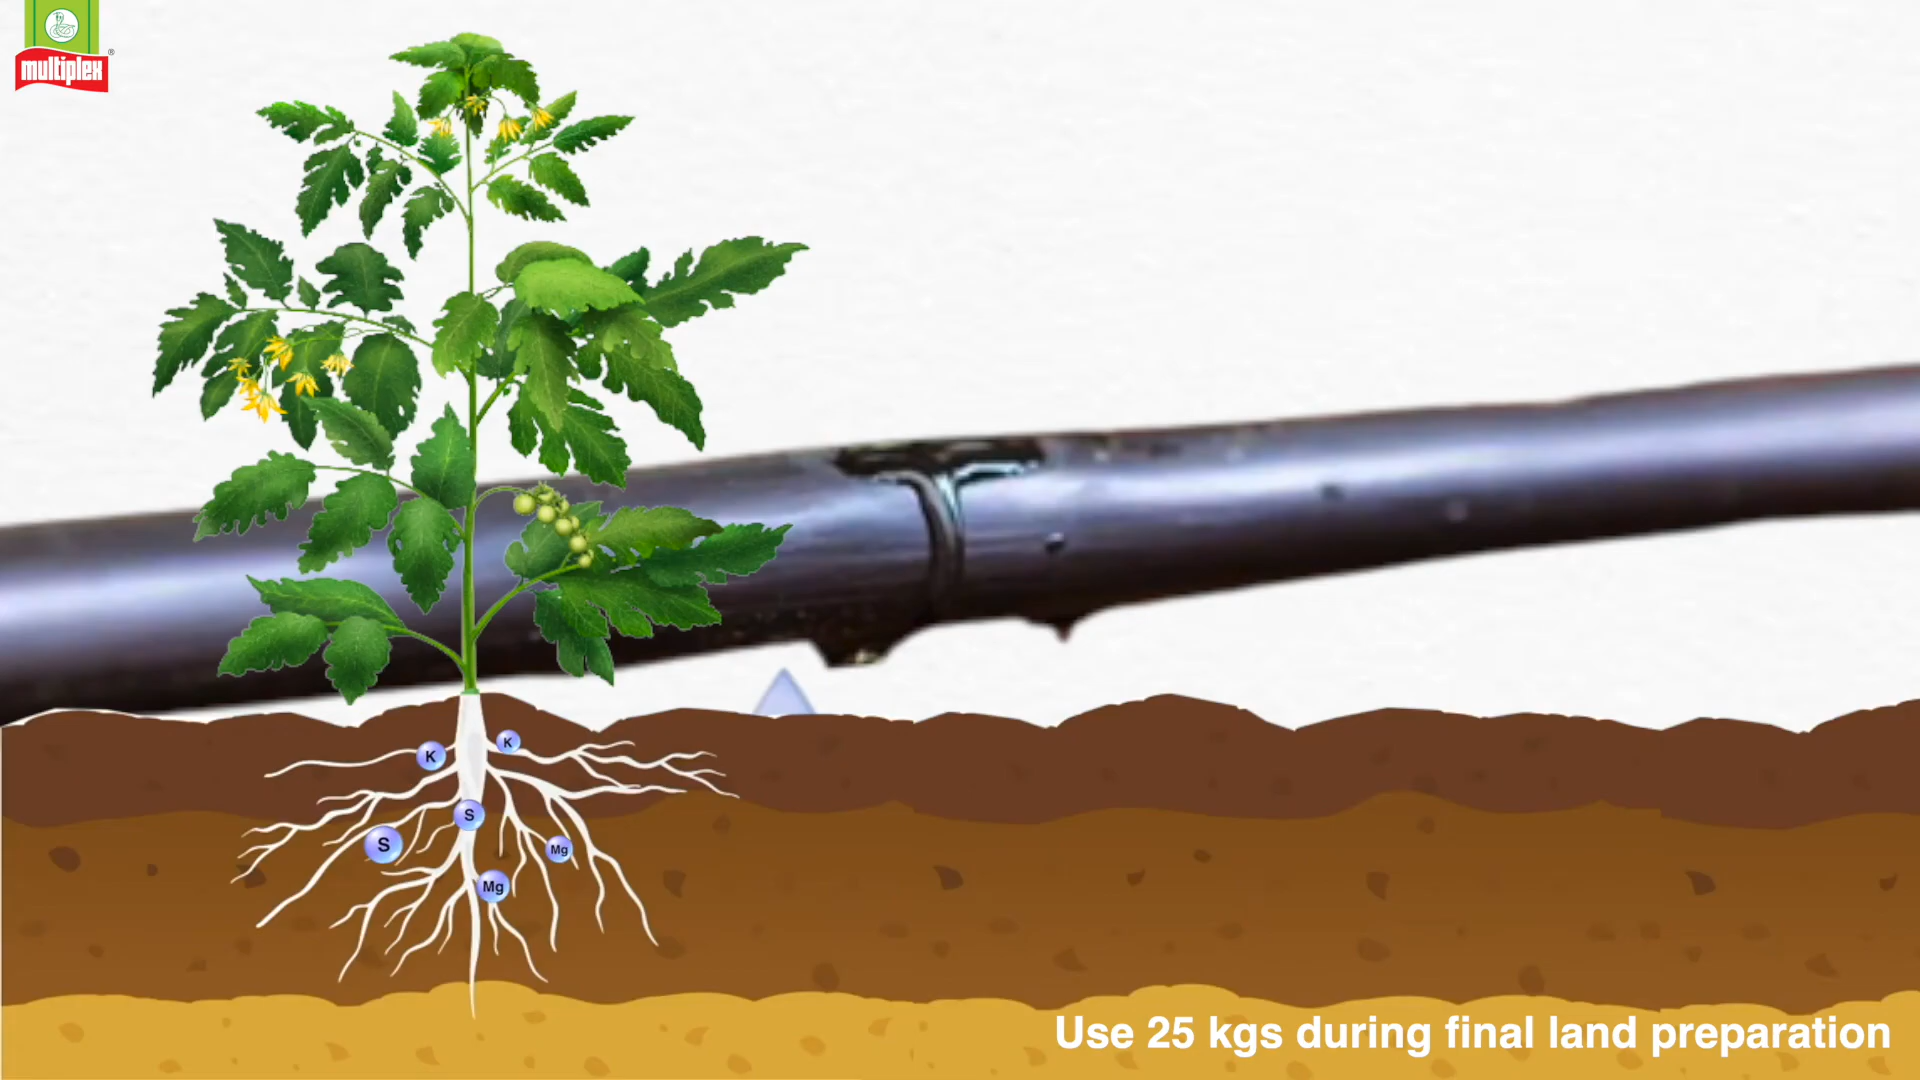 multiplex
®
K
K
S
S
Mg
Mg
Use 25 kgs during final land preparation